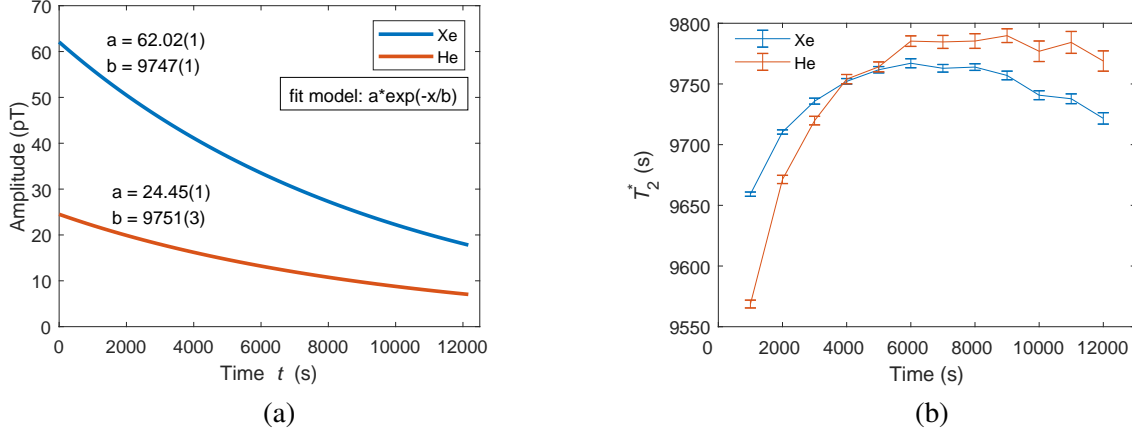 70
60
50
40
30
20
10
0
Amplitude (pT)
a = 62.02(1)
b = 9747(1)
Xe
He
fit model: a*exp(-x/b)
a = 24.45(1)
b = 9751(3)
0 2000 4000 6000 8000 10000 12000
Time t (s)
(a)
9800
9750
9700
9650
9600
9550
T₂* (s)
Xe
He
0 2000 4000 6000 8000 10000 12000
Time (s)
(b)